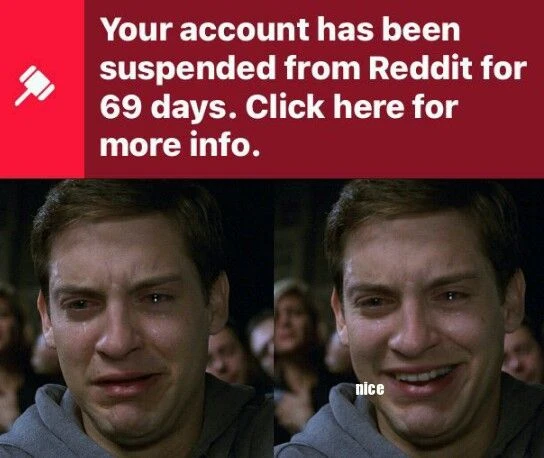 Your account has been
suspended from Reddit for
69 days. Click here for
more info.
nice